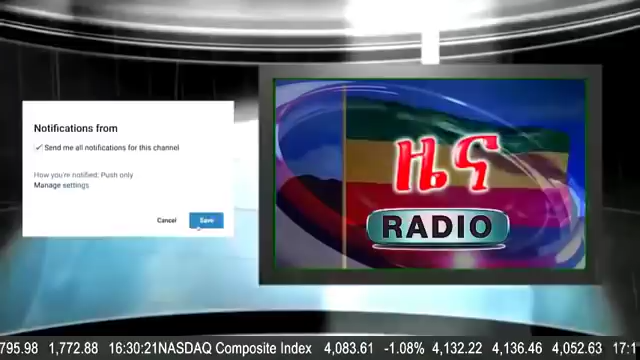 Notifications from
Send me all notifications for this channel
How you're notified: Push only
Manage settings
Cancel
Save
ዜና
RADIO
795.98 1,772.88 16:30:21NASDAQ Composite Index 4,083.61 -1.08% 4,132.22 4,136.46 4,052.63 17:1